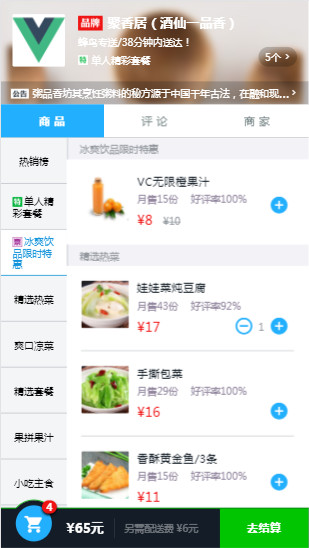 品牌 聚香居（酒仙一品香）
蜂鸟专送/38分钟内送达！
特 单人精彩套餐
5个 >
公告 粥品香坊其烹饪粥料的秘方源于中国千年古法，在融和现... >
商品
评论
商家
热销榜
特 单人精彩套餐
票 冰爽饮品限时特惠
精选热菜
爽口凉菜
精选套餐
果拼果汁
小吃主食
冰爽饮品限时特惠
VC无限橙果汁
月售15份 好评率100%
¥8 ¥10
精选热菜
娃娃菜炖豆腐
月售43份 好评率92%
¥17
1
手撕包菜
月售29份 好评率100%
¥16
香酥黄金鱼/3条
月售15份 好评率100%
¥11
4
¥65元
另需配送费 ¥6元
去结算